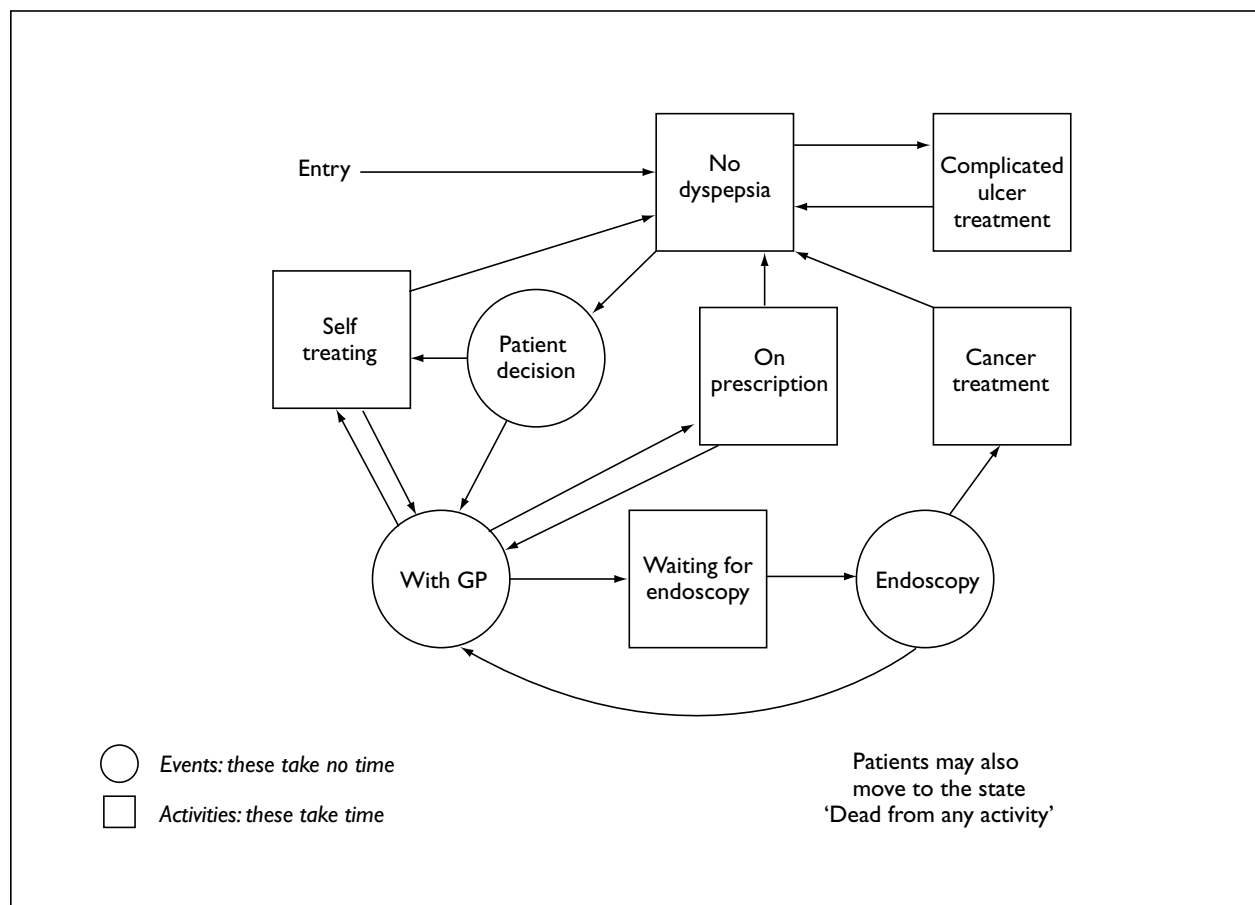 Entry
No
dyspepsia
Complicated
ulcer
treatment
Self
treating
Patient
decision
On
prescription
Cancer
treatment
With GP
Waiting for
endoscopy
Endoscopy
Events: these take no time
Activities: these take time
Patients may also
move to the state
‘Dead from any activity’